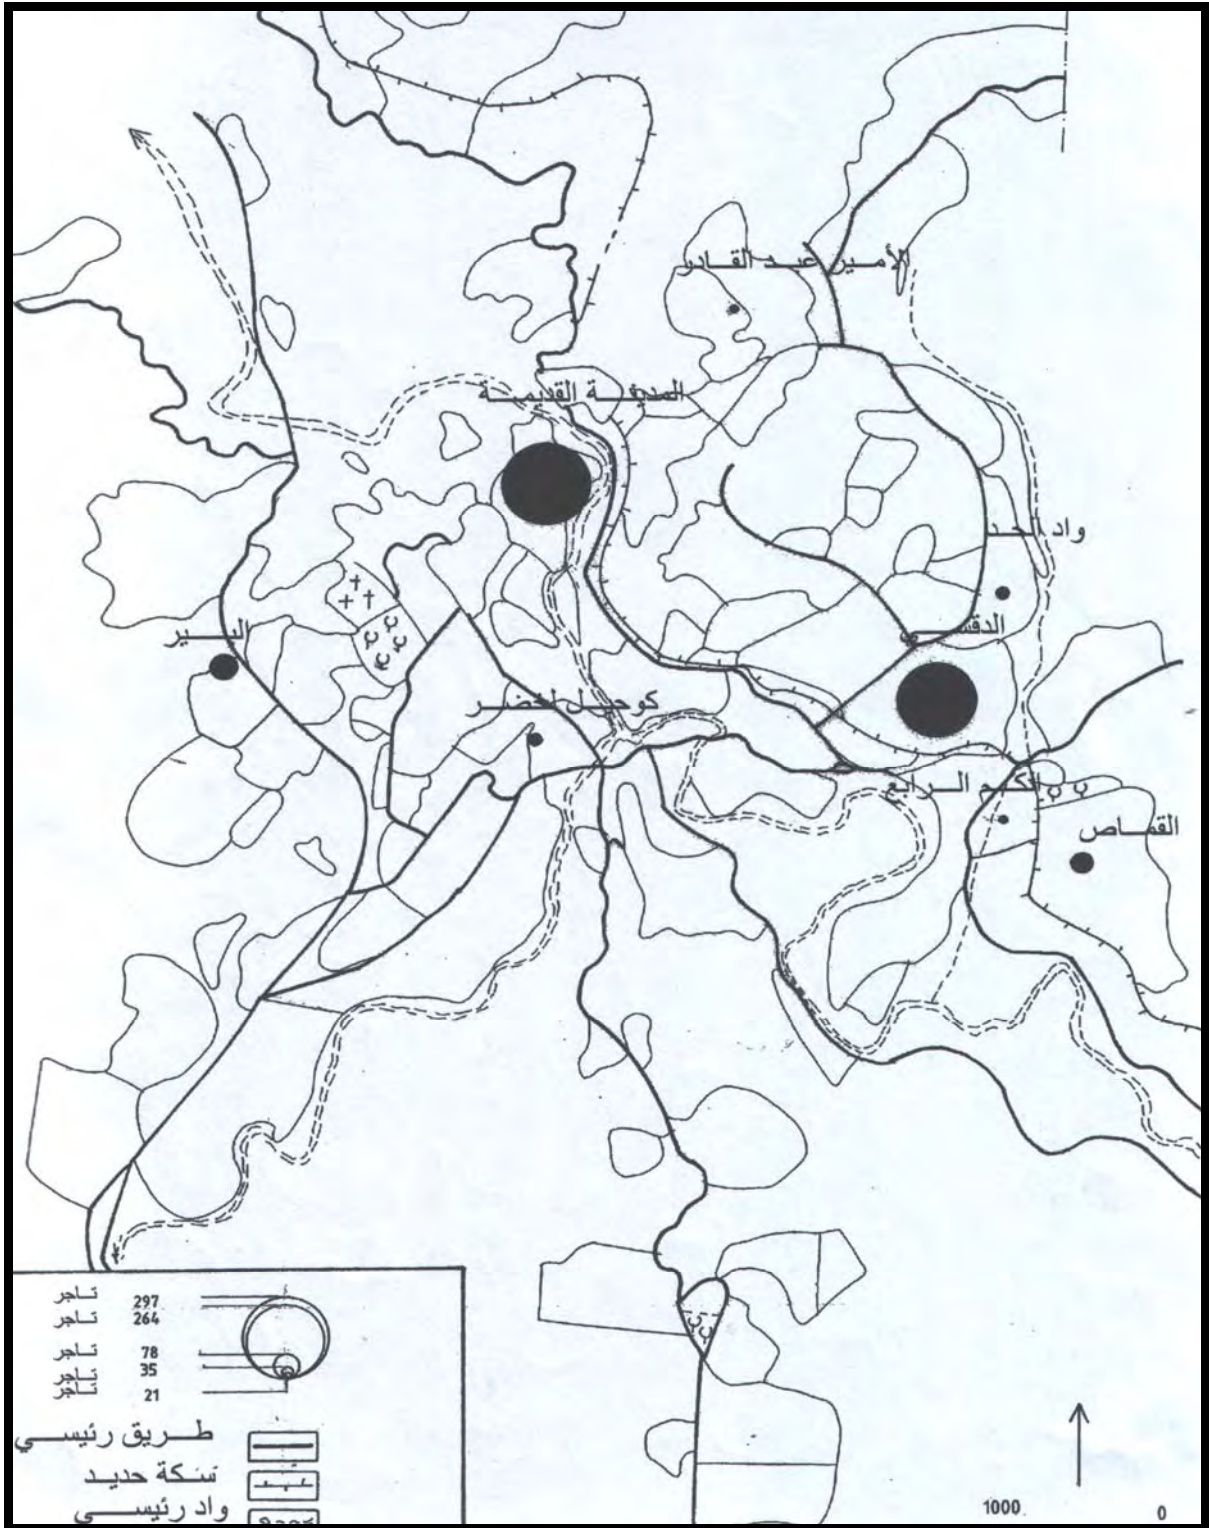 الأمير عبد القادر
المدينة القديمة
واد الحد
الدقسي
البير
كوحيل لخضر
الكلم الرابع
القماص
297 تاجر
264 تاجر
78 تاجر
35 تاجر
21 تاجر
طريق رئيسي
سكة حديد
واد رئيسي
1000 0